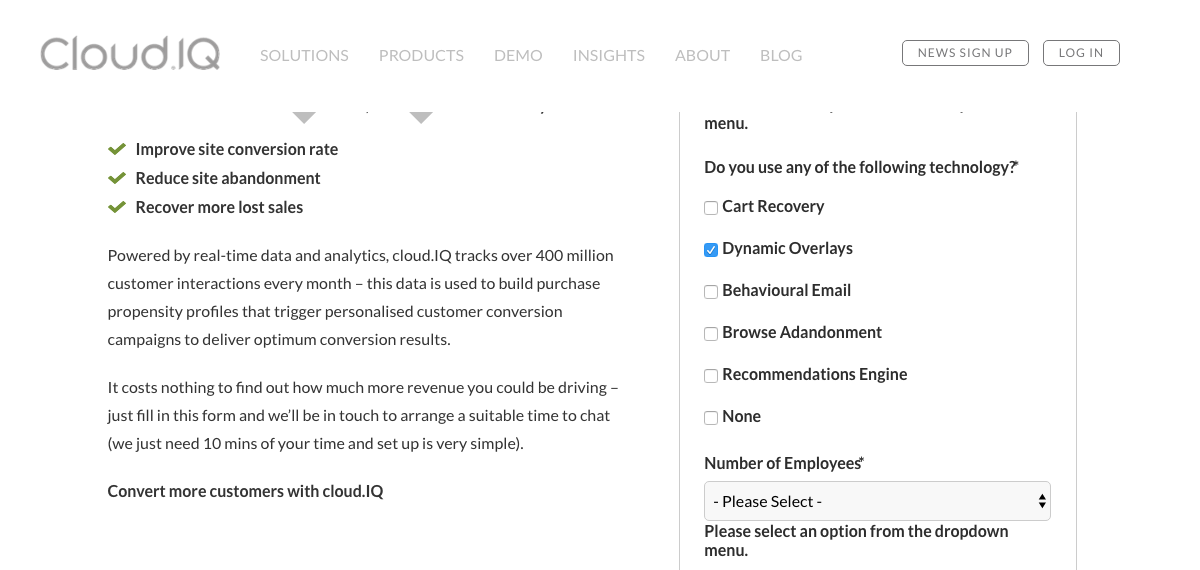 Cloud.IQ
SOLUTIONS PRODUCTS DEMO INSIGHTS ABOUT BLOG
NEWS SIGN UP LOG IN
Improve site conversion rate
Reduce site abandonment
Recover more lost sales
Powered by real-time data and analytics, cloud.IQ tracks over 400 million
customer interactions every month – this data is used to build purchase
propensity profiles that trigger personalised customer conversion
campaigns to deliver optimum conversion results.
It costs nothing to find out how much more revenue you could be driving –
just fill in this form and we'll be in touch to arrange a suitable time to chat
(we just need 10 mins of your time and set up is very simple).
Convert more customers with cloud.IQ
menu.
Do you use any of the following technology?*
Cart Recovery
Dynamic Overlays
Behavioural Email
Browse Adandonment
Recommendations Engine
None
Number of Employees*
- Please Select -
Please select an option from the dropdown
menu.